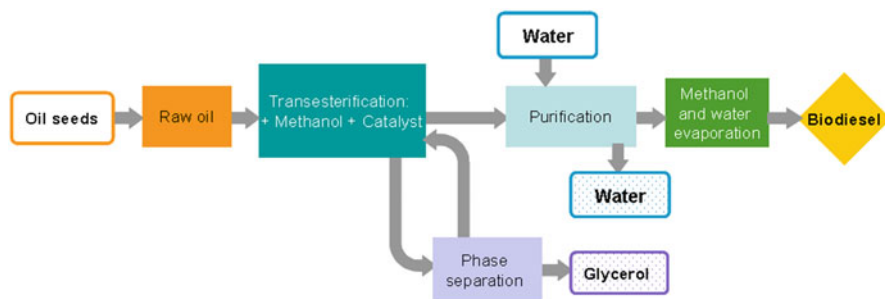 Water
Oil seeds
Raw oil
Transesterification:
+ Methanol + Catalyst
Purification
Methanol
and water
evaporation
Biodiesel
Water
Phase
separation
Glycerol